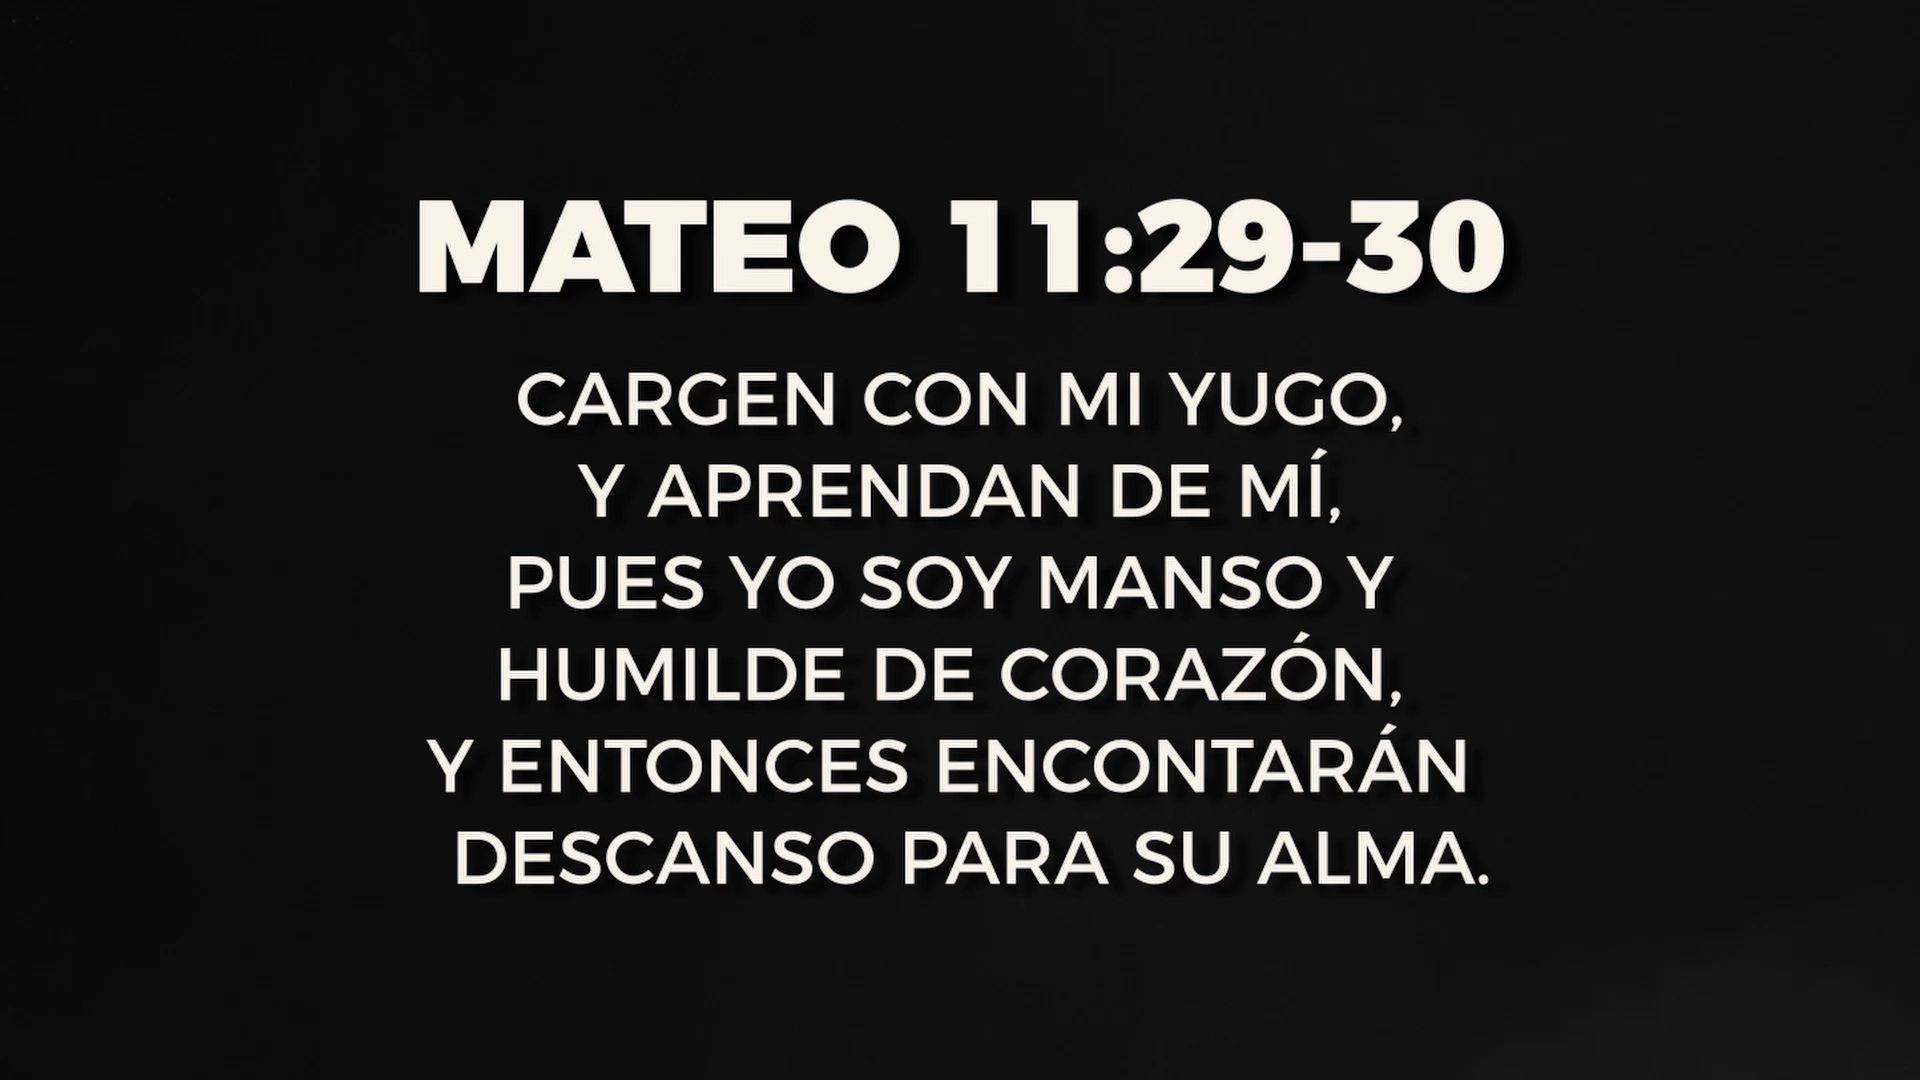 MATEO 11:29-30
CARGEN CON MI YUGO,
Y APRENDAN DE MÍ,
PUES YO SOY MANSO Y
HUMILDE DE CORAZÓN,
Y ENTONCES ENCONTARÁN
DESCANSO PARA SU ALMA.